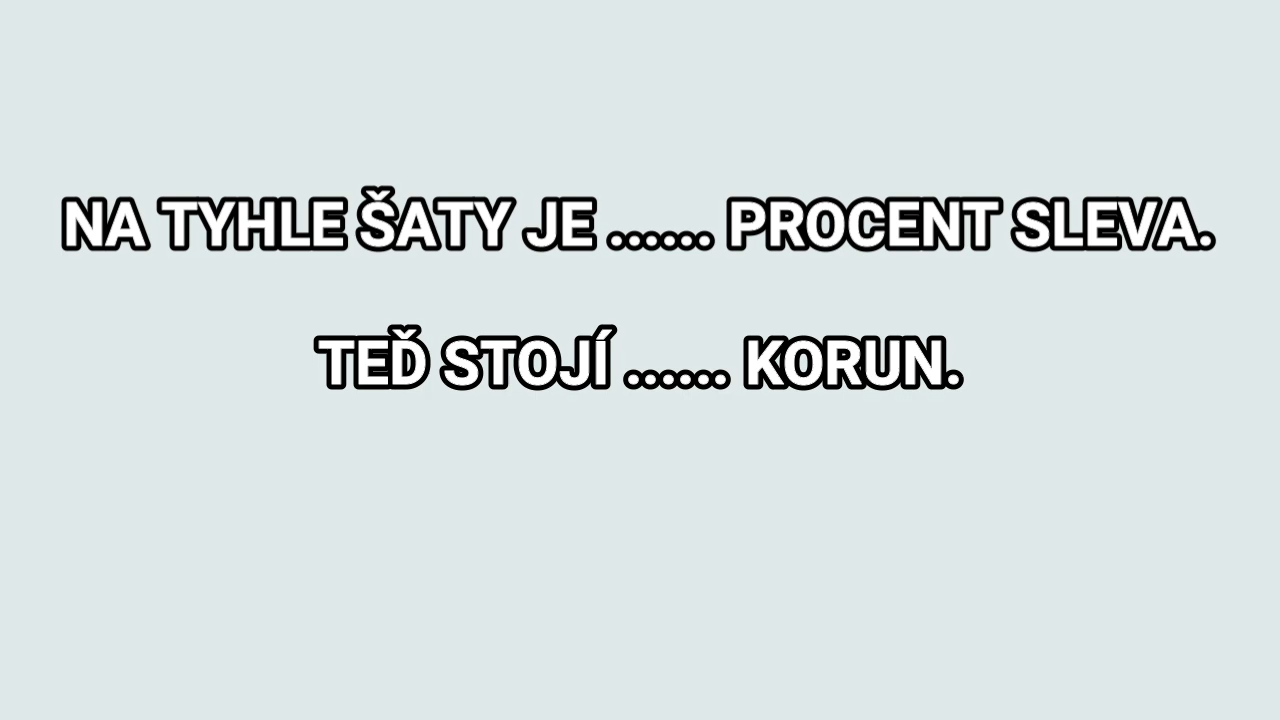 NA TYHLE ŠATY JE ...... PROCENT SLEVA.
TEĎ STOJÍ ...... KORUN.